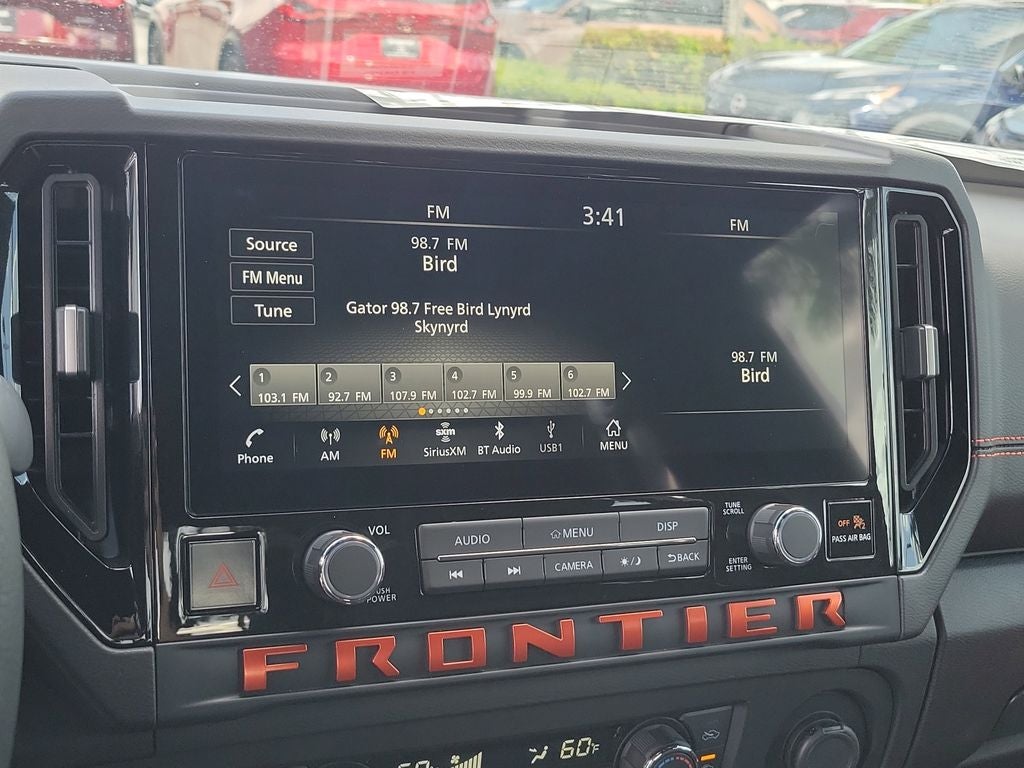 FM
3:41
FM
Source
98.7 FM
FM Menu
Bird
Tune
Gator 98.7 Free Bird Lynyrd
Skynyrd
98.7 FM
Bird
1 2 3 4 5 6
103.1 FM 92.7 FM 107.9 FM 102.7 FM 99.9 FM 102.7 FM
Phone AM FM SiriusXM BT Audio USB1 MENU
sxm
VOL
PUSH
POWER
AUDIO MENU DISP
CAMERA BACK
TUNE
SCROLL
ENTER
SETTING
OFF 2
PASS AIR BAG
FRONTIER
60°F